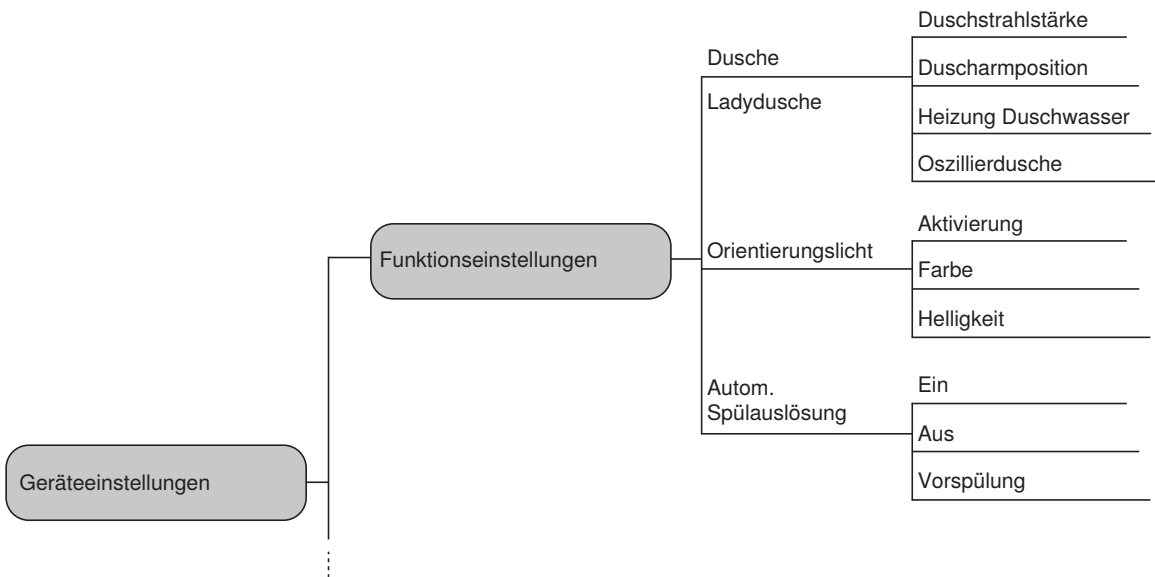 Duschstrahlstärke
Dusche
Duscharmposition
Ladydusche
Heizung Duschwasser
Oszillierdusche
Aktivierung
Funktionseinstellungen
Orientierungslicht
Farbe
Helligkeit
Autom.
Spülauslösung
Ein
Aus
Geräteeinstellungen
Vorspülung